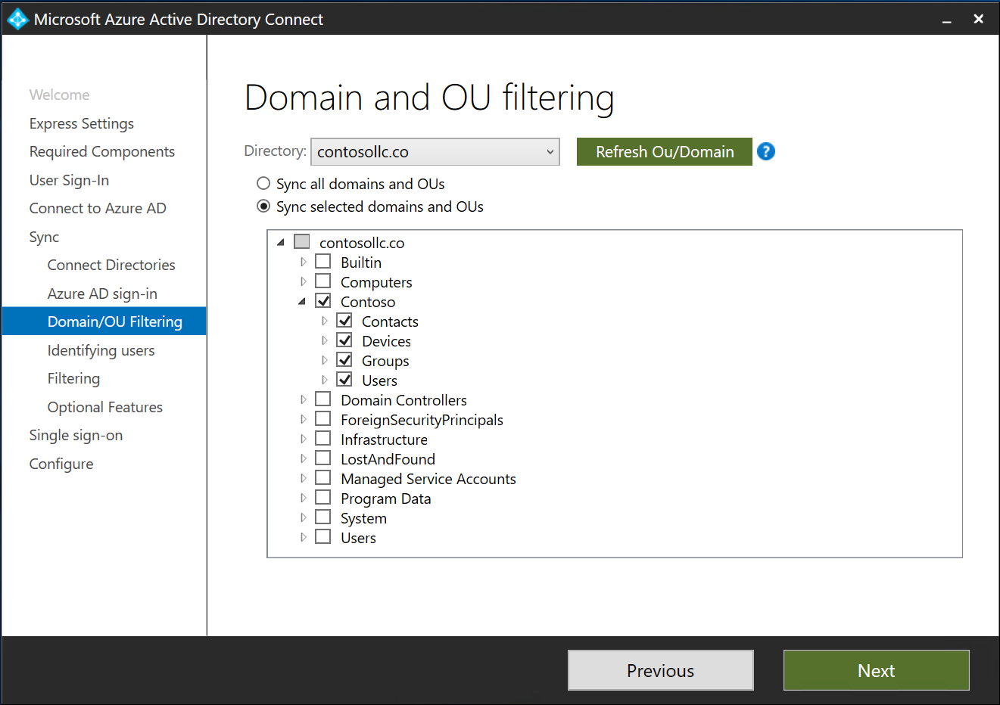 Microsoft Azure Active Directory Connect
Welcome
Express Settings
Required Components
User Sign-In
Connect to Azure AD
Sync
Connect Directories
Azure AD sign-in
Domain/OU Filtering
Identifying users
Filtering
Optional Features
Single sign-on
Configure
Domain and OU filtering
Directory: contosollc.co Refresh Ou/Domain ?
Sync all domains and OUs
Sync selected domains and OUs
contosollc.co
Builtin
Computers
Contoso
Contacts
Devices
Groups
Users
Domain Controllers
ForeignSecurityPrincipals
Infrastructure
LostAndFound
Managed Service Accounts
Program Data
System
Users
Previous Next